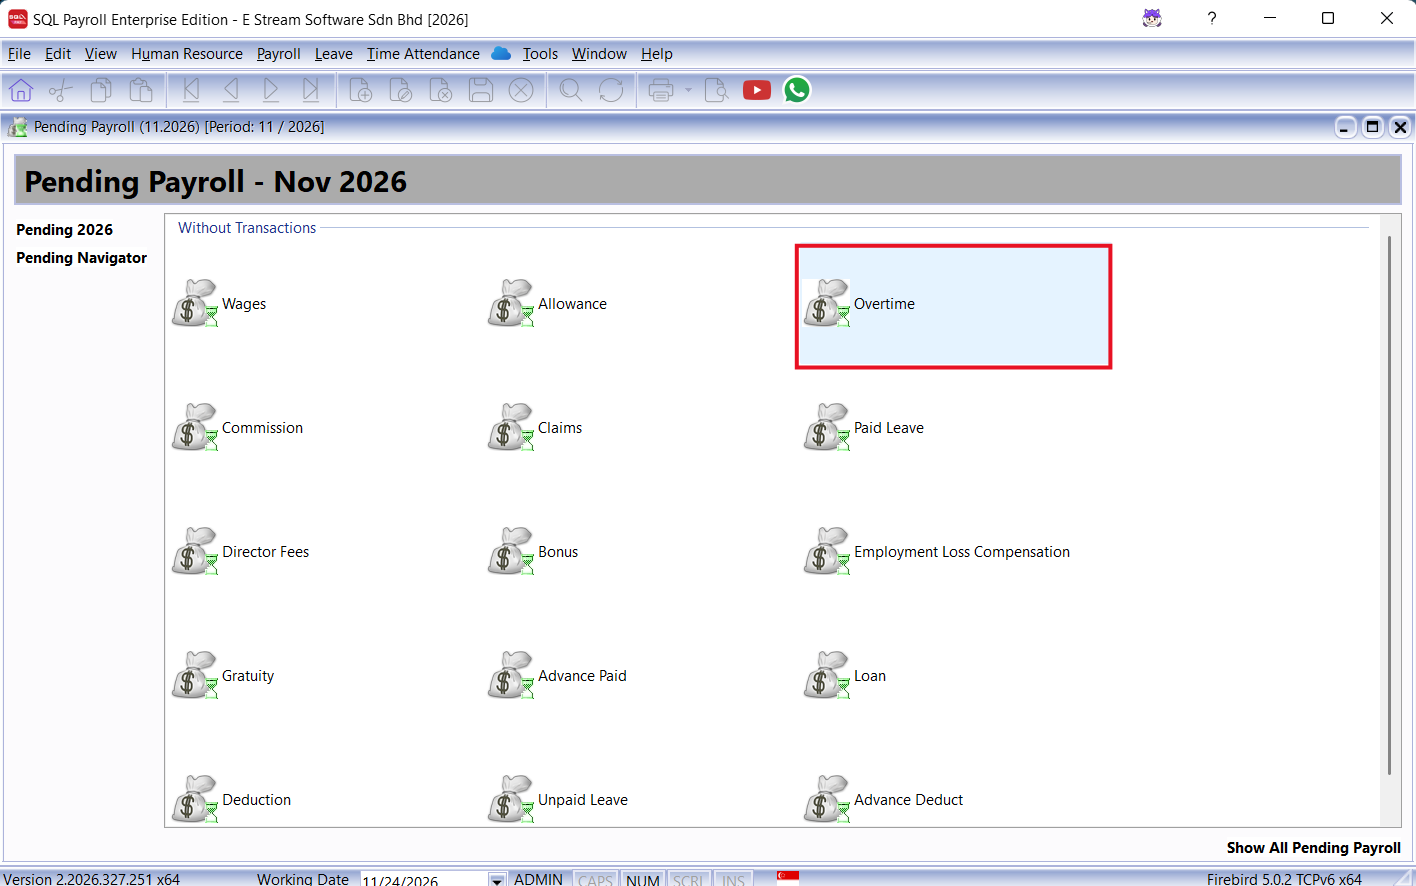 SQL Payroll Enterprise Edition - E Stream Software Sdn Bhd [2026]
File Edit View Human Resource Payroll Leave Time Attendance Tools Window Help
Pending Payroll (11.2026) [Period: 11 / 2026]
Pending Payroll - Nov 2026
Pending 2026
Pending Navigator
Without Transactions
Wages Allowance Overtime
Commission Claims Paid Leave
Director Fees Bonus Employment Loss Compensation
Gratuity Advance Paid Loan
Deduction Unpaid Leave Advance Deduct
Show All Pending Payroll
Version 2.2026.327.251 x64 Working Date 11/24/2026 ADMIN CAPS NUM SCRL INS Firebird 5.0.2 TCPv6 x64